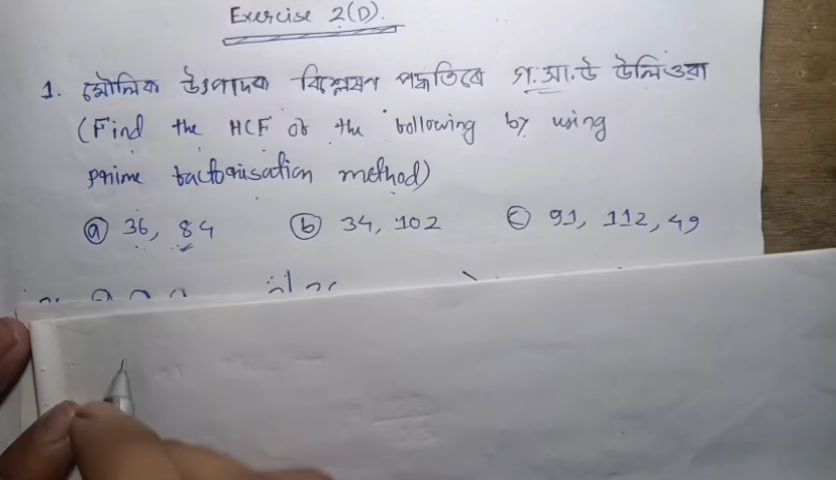 Exercise 2(D).
1. মৌলিক উৎপাদক বিশ্লেষণ পদ্ধতিৰে গ.সা.উ উলিওৱা
(Find the HCF of the following by using
prime factorisation method)
(a) 36, 84 (b) 34, 102 (c) 91, 112, 49